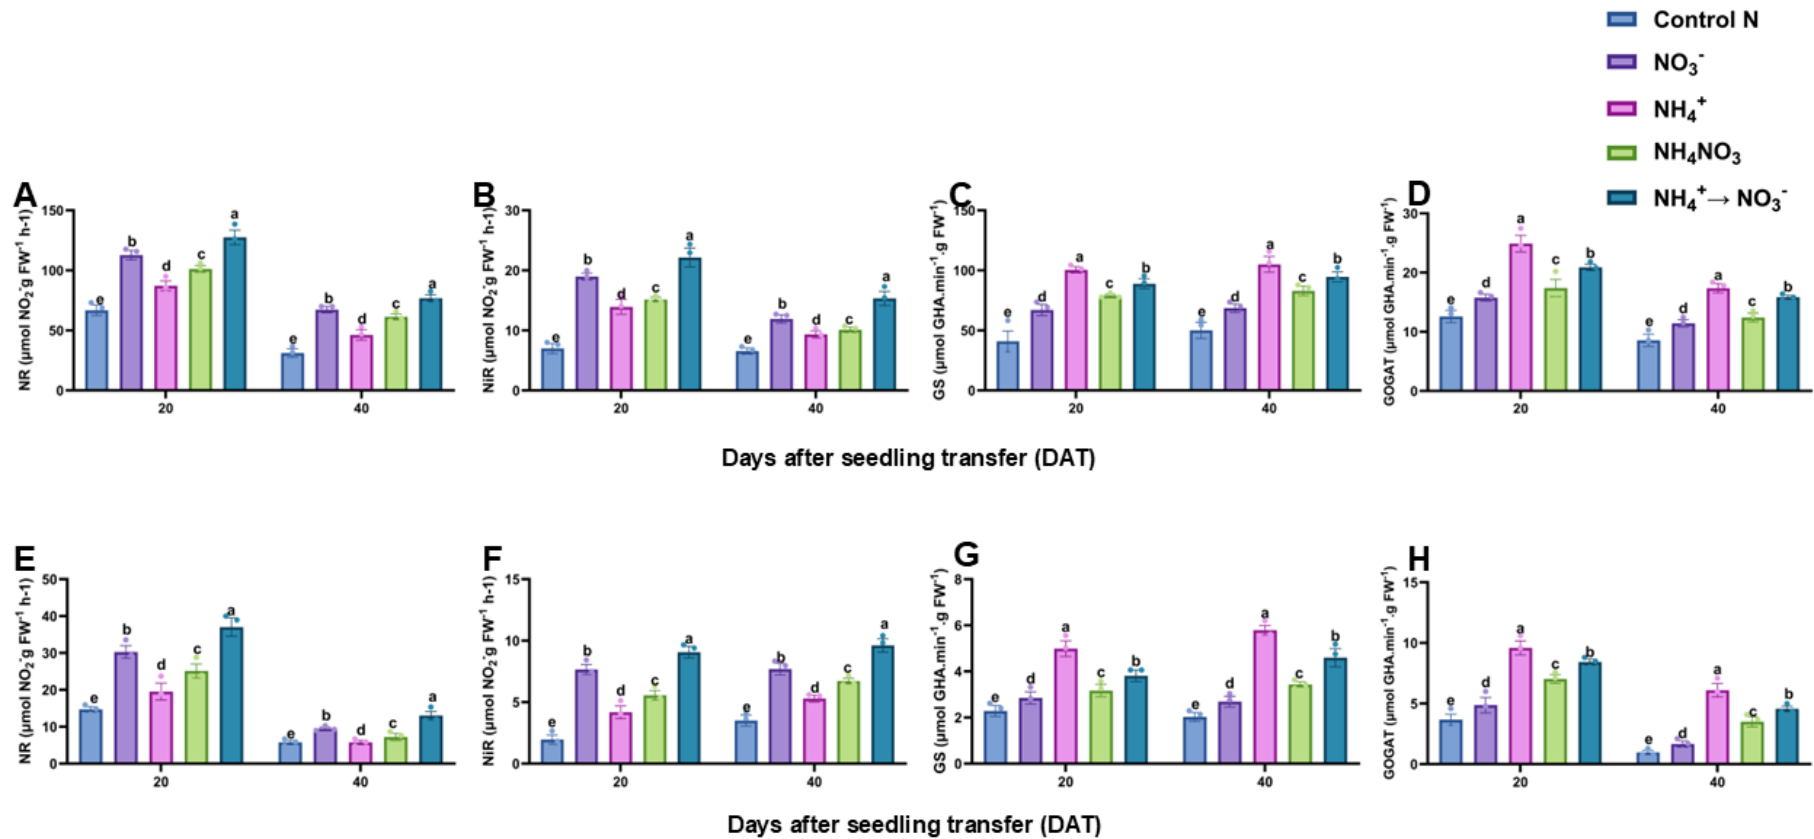 Control N
NO₃⁻
NH₄⁺
NH₄NO₃
NH₄⁺→ NO₃⁻
A
NR (µmol NO₂⁻g FW⁻¹ h-1)
150
100
50
0
e
b
d
c
a
e
b
d
c
a
20
40
B
NiR (µmol NO₂⁻g FW⁻¹ h-1)
30
20
10
0
e
b
d
c
a
e
b
d
c
a
20
40
C
GS (µmol GHA.min⁻¹.g FW⁻¹)
150
100
50
0
e
d
a
c
b
e
d
a
c
b
20
40
D
GOGAT (µmol GHA.min⁻¹.g FW⁻¹)
30
20
10
0
e
d
a
c
b
e
d
a
c
b
20
40
Days after seedling transfer (DAT)
E
NR (µmol NO₂⁻g FW⁻¹ h-1)
50
40
30
20
10
0
e
b
d
c
a
e
b
d
c
a
20
40
F
NiR (µmol NO₂⁻g FW⁻¹ h-1)
15
10
5
0
e
b
d
c
a
e
b
d
c
a
20
40
G
GS (µmol GHA.min⁻¹.g FW⁻¹)
8
6
4
2
0
e
d
a
c
b
e
d
a
c
b
20
40
H
GOGAT (µmol GHA.min⁻¹.g FW⁻¹)
15
10
5
0
e
d
a
c
b
e
d
a
c
b
20
40
Days after seedling transfer (DAT)